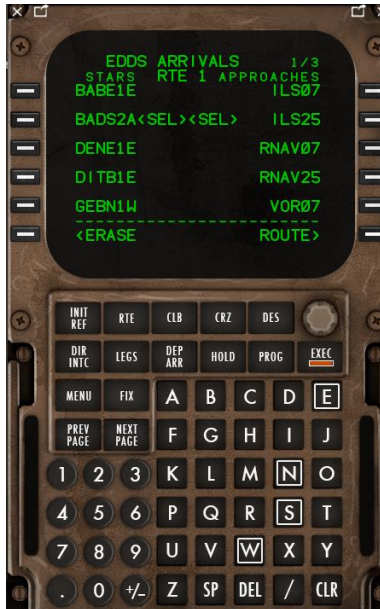 EDDS ARRIVALS 1/3
STARS RTE 1 APPROACHES
BABE1E ILS07
BADS2A<SEL><SEL> ILS25
DENE1E RNAV07
DITB1E RNAV25
GEBN1W VOR07
<ERASE ROUTE>
INIT REF RTE CLB CRZ DES
DIR INTC LEGS DEP ARR HOLD PROG EXEC
MENU FIX A B C D E
PREV PAGE NEXT PAGE F G H I J
1 2 3 K L M N O
4 5 6 P Q R S T
7 8 9 U V W X Y
. 0 +/- Z SP DEL / CLR